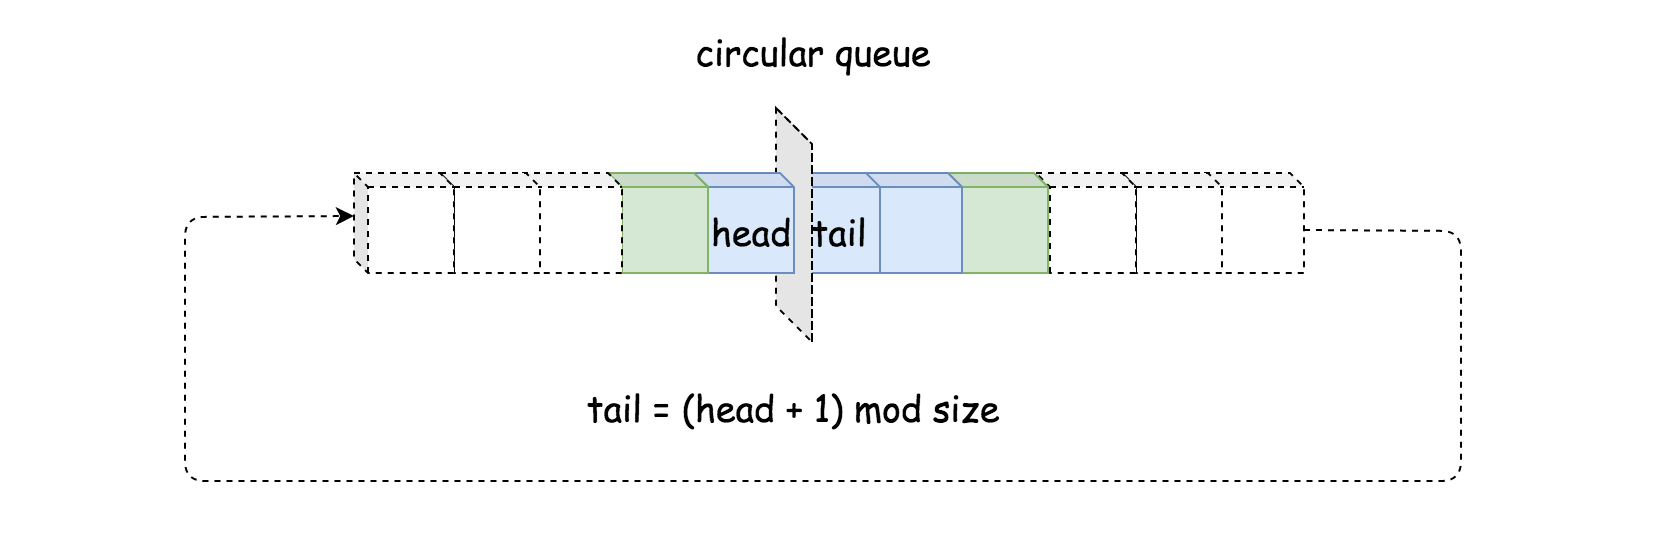 circular queue
head tail
tail = (head + 1) mod size